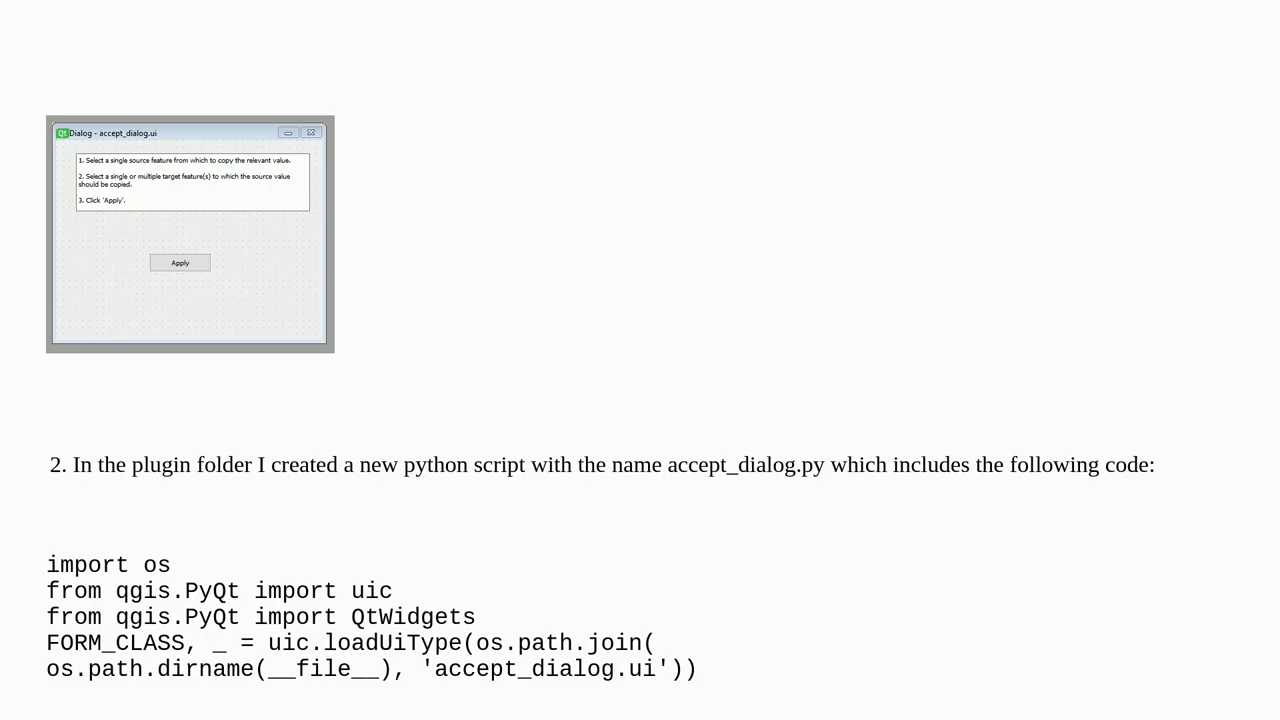 Qt Dialog - accept_dialog.ui
1. Select a single source feature from which to copy the relevant value.
2. Select a single or multiple target feature(s) to which the source value
should be copied.
3. Click 'Apply'.
Apply
2. In the plugin folder I created a new python script with the name accept_dialog.py which includes the following code:
import os
from qgis.PyQt import uic
from qgis.PyQt import QtWidgets
FORM_CLASS, _ = uic.loadUiType(os.path.join(
os.path.dirname(__file__), 'accept_dialog.ui'))